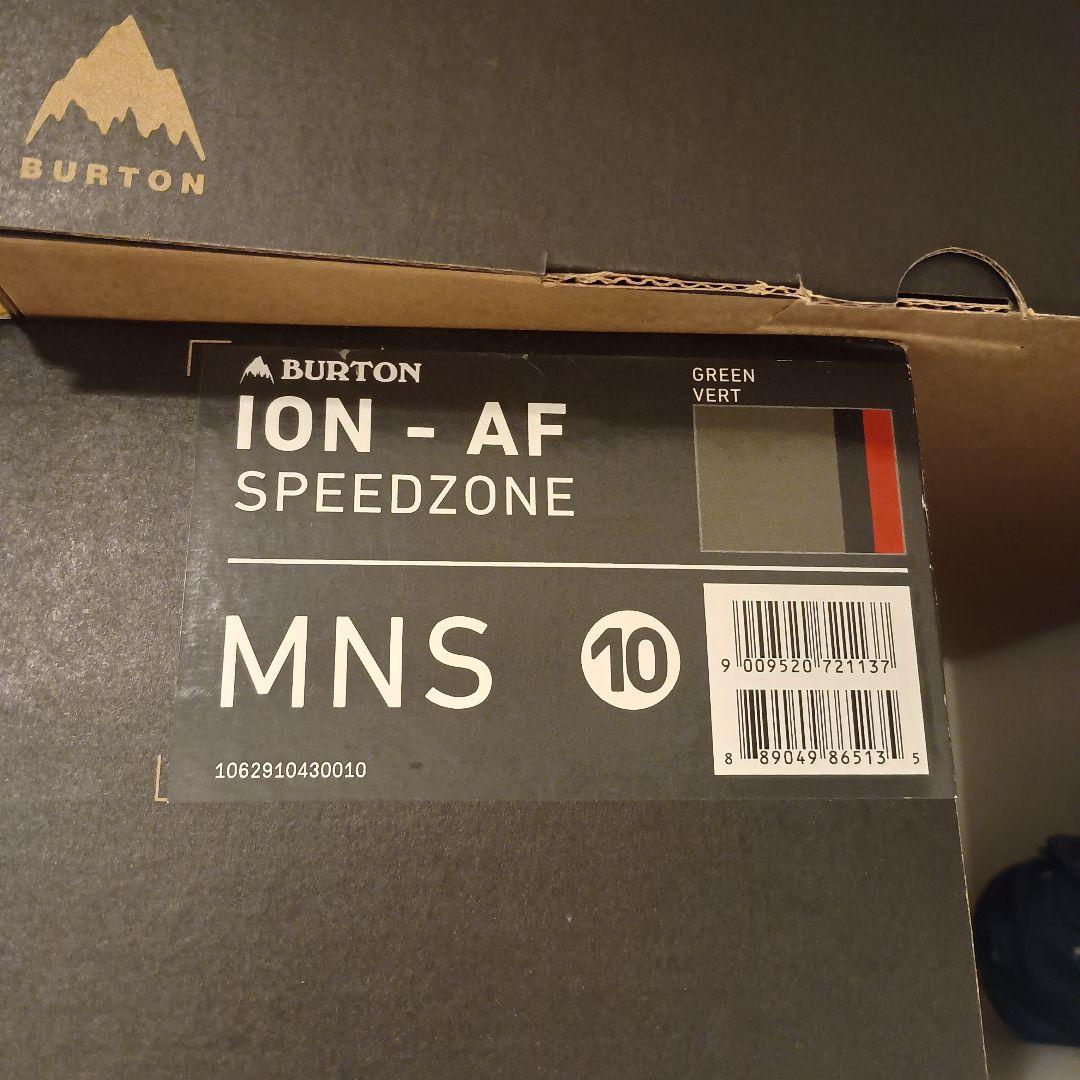 BURTON
BURTON
ION - AF
SPEEDZONE
GREEN
VERT
MNS
10
9 009520 721137
8 89049 86513 5
1062910430010